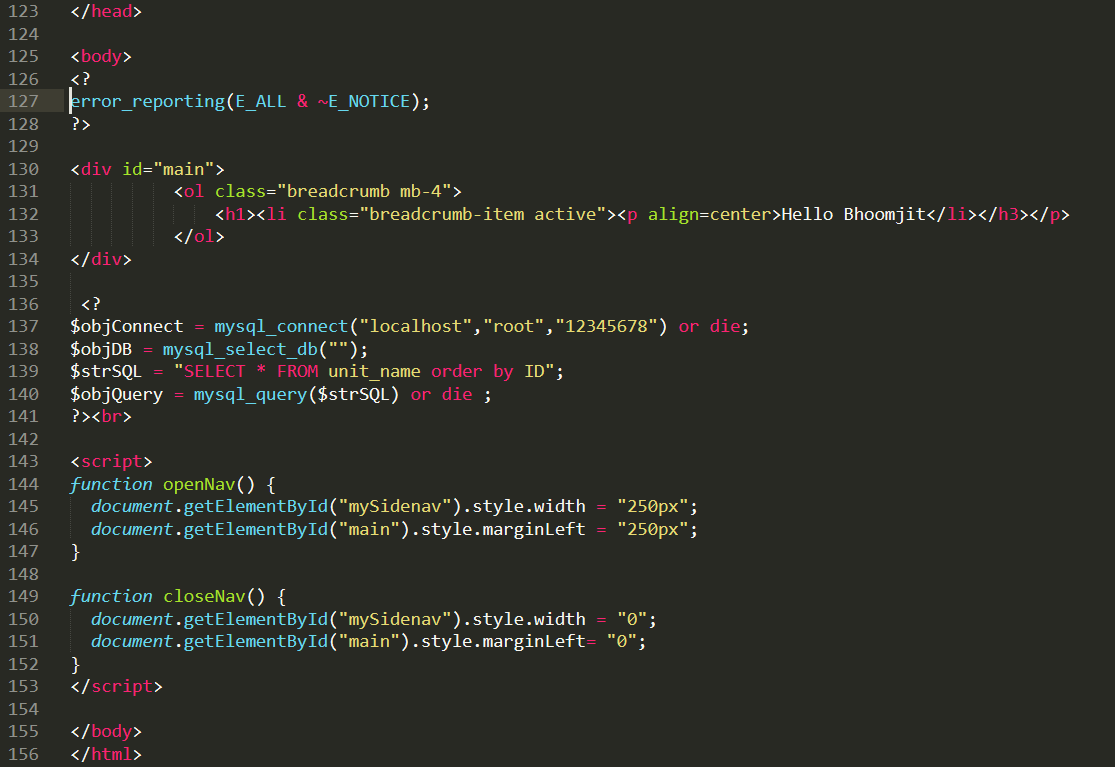 123 </head>
124
125 <body>
126 <?
127 error_reporting(E_ALL & ~E_NOTICE);
128 ?>
129
130 <div id="main">
131 <ol class="breadcrumb mb-4">
132 <h1><li class="breadcrumb-item active"><p align=center>Hello Bhoomjit</li></h3></p>
133 </ol>
134 </div>
135
136 <?
137 $objConnect = mysql_connect("localhost","root","12345678") or die;
138 $objDB = mysql_select_db("");
139 $strSQL = "SELECT * FROM unit_name order by ID";
140 $objQuery = mysql_query($strSQL) or die ;
141 ?><br>
142
143 <script>
144 function openNav() {
145 document.getElementById("mySidenav").style.width = "250px";
146 document.getElementById("main").style.marginLeft = "250px";
147 }
148
149 function closeNav() {
150 document.getElementById("mySidenav").style.width = "0";
151 document.getElementById("main").style.marginLeft= "0";
152 }
153 </script>
154
155 </body>
156 </html>